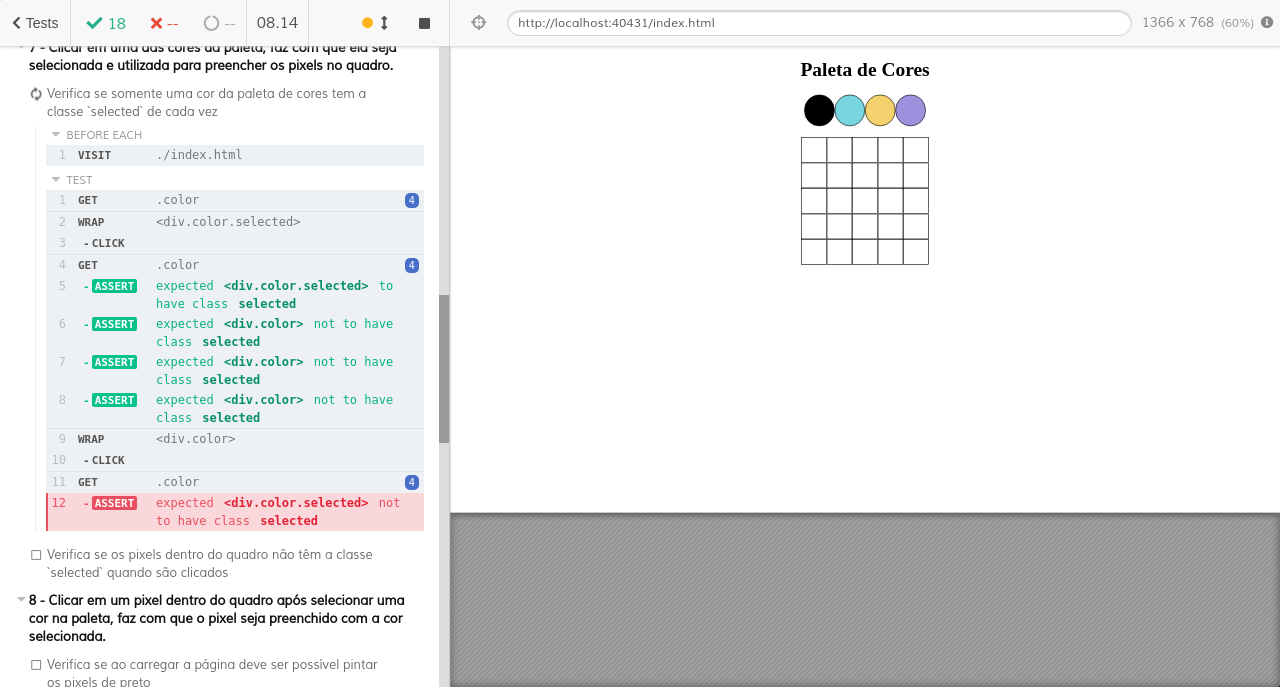 Tests 18 -- -- 08.14 http://localhost:40431/index.html 1366 x 768 (60%)
7 - Clicar em uma das cores da paleta, faz com que ela seja
selecionada e utilizada para preencher os pixels no quadro.
Verifica se somente uma cor da paleta de cores tem a
classe `selected` de cada vez
BEFORE EACH
1 VISIT ./index.html
TEST
1 GET .color 4
2 WRAP <div.color.selected>
3 -CLICK
4 GET .color 4
5 -ASSERT expected <div.color.selected> to
have class selected
6 -ASSERT expected <div.color> not to have
class selected
7 -ASSERT expected <div.color> not to have
class selected
8 -ASSERT expected <div.color> not to have
class selected
9 WRAP <div.color>
10 -CLICK
11 GET .color 4
12 -ASSERT expected <div.color.selected> not
to have class selected
Verifica se os pixels dentro do quadro não têm a classe
`selected` quando são clicados
8 - Clicar em um pixel dentro do quadro após selecionar uma
cor na paleta, faz com que o pixel seja preenchido com a cor
selecionada.
Verifica se ao carregar a página deve ser possível pintar
os pixels de preto
Paleta de Cores